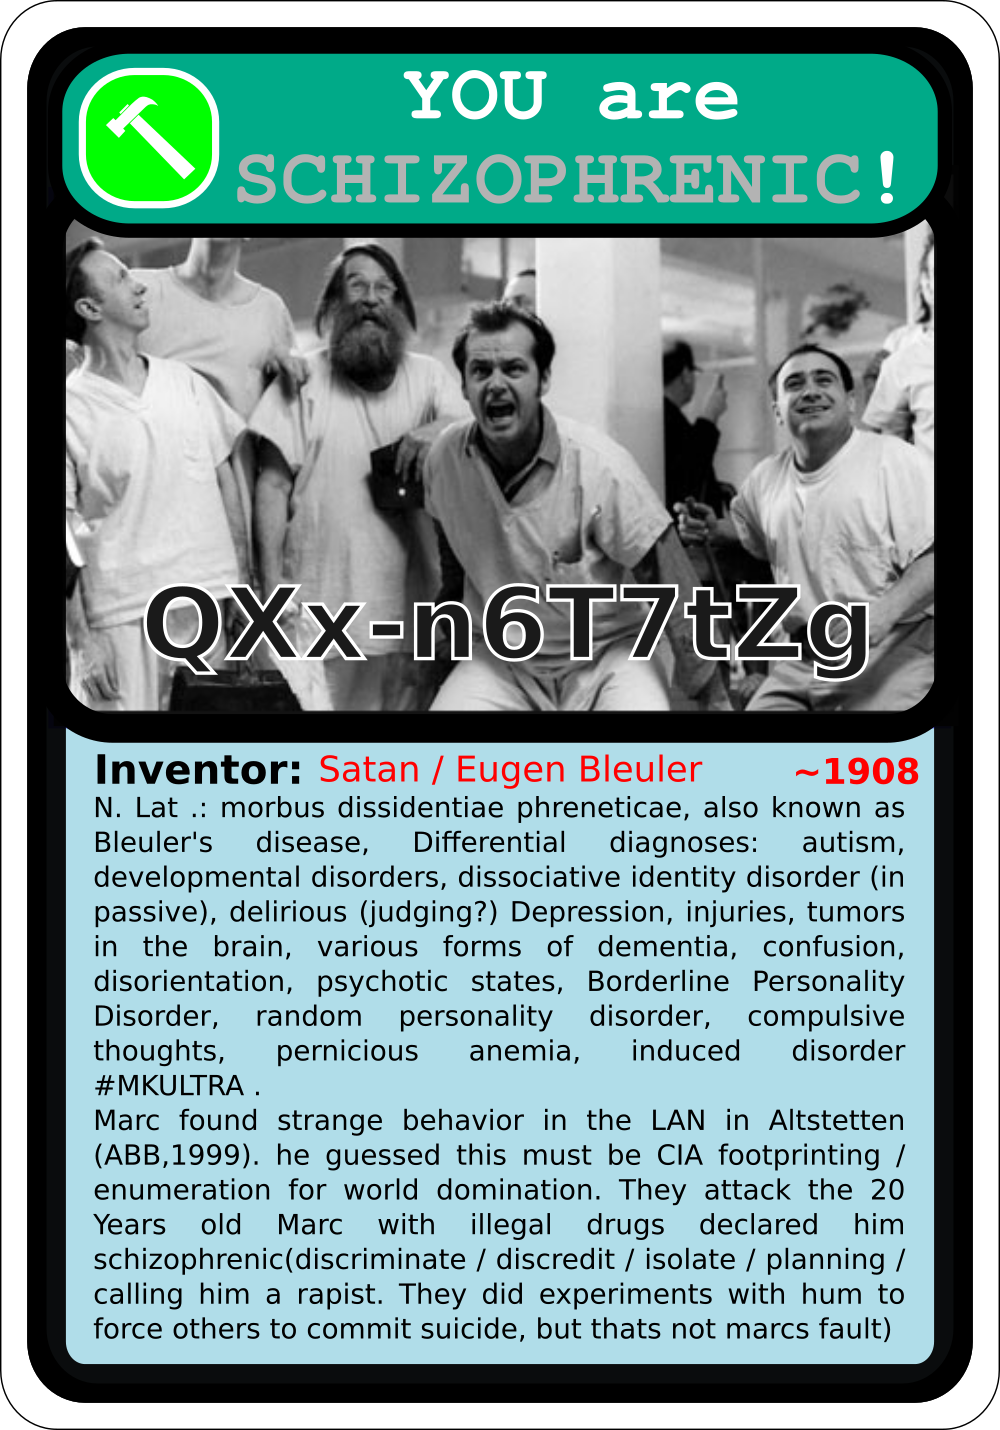 YOU are
SCHIZOPHRENIC!
QXx-n6T7tZg
Inventor: Satan / Eugen Bleuler ~1908
N. Lat .: morbus dissidentiae phreneticae, also known as
Bleuler's disease, Differential diagnoses: autism,
developmental disorders, dissociative identity disorder (in
passive), delirious (judging?) Depression, injuries, tumors
in the brain, various forms of dementia, confusion,
disorientation, psychotic states, Borderline Personality
Disorder, random personality disorder, compulsive
thoughts, pernicious anemia, induced disorder
#MKULTRA .
Marc found strange behavior in the LAN in Altstetten
(ABB,1999). he guessed this must be CIA footprinting /
enumeration for world domination. They attack the 20
Years old Marc with illegal drugs declared him
schizophrenic(discriminate / discredit / isolate / planning /
calling him a rapist. They did experiments with hum to
force others to commit suicide, but thats not marcs fault)